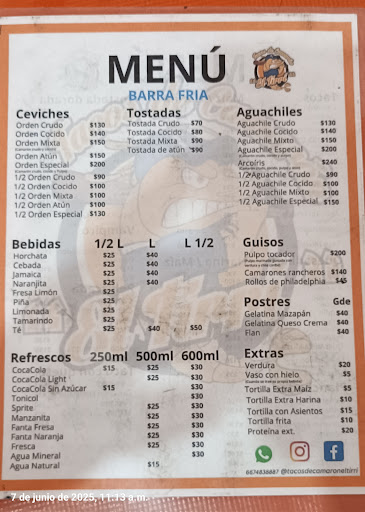 MENÚ
BARRA FRIA
Ceviches
Orden Crudo $130
Orden Cocido $140
Orden Mixta $150
Orden Atún $150
Orden Especial $200
1/2 Orden Crudo $90
1/2 Orden Cocido $100
1/2 Orden Mixta $100
1/2 Orden Atún $100
1/2 Orden Especial $130
Tostadas
Tostada Crudo $70
Tostada Cocido $80
Tostada Mixta $90
Tostada de atún $90
Aguachiles
Aguachile Crudo $130
Aguachile Cocido $140
Aguachile Mixto $150
Aguachile Especial $200
Arcoíris $240
1/2 Aguachile Crudo $90
1/2 Aguachile Cocido $100
1/2 Aguachile Mixto $100
1/2 Aguachile Especial $150
Bebidas 1/2 L L L 1/2
Horchata $25 $40
Cebada $25 $40
Jamaica $25 $40
Naranjita $25 $40
Fresa Limón $25
Piña $25
Limonada $25
Tamarindo $25
Té $25 $40 $50
Guisos
Pulpo tocador $200
Camarones rancheros $140
Rollos de philadelphia $45
Postres Gde
Gelatina Mazapán $40
Gelatina Queso Crema $40
Flan $40
Refrescos 250ml 500ml 600ml
CocaCola $15 $25 $30
CocaCola Light $25 $30
CocaCola Sin Azúcar $15 $30
Tonicol $30
Sprite $25 $30
Manzanita $25 $30
Fanta Fresa $25 $30
Fanta Naranja $25 $30
Fresca $25 $30
Agua Mineral $30
Agua Natural $15
Extras
Verdura $20
Vaso con hielo $5
Tortilla Extra Maíz $5
Tortilla Extra Harina $10
Tortilla con Asientos $15
Tortilla frita $10
Proteína ext. $20
6674836887 @tacosdecamaroneltimi
7 de junio de 2025, 11:13 a.m.